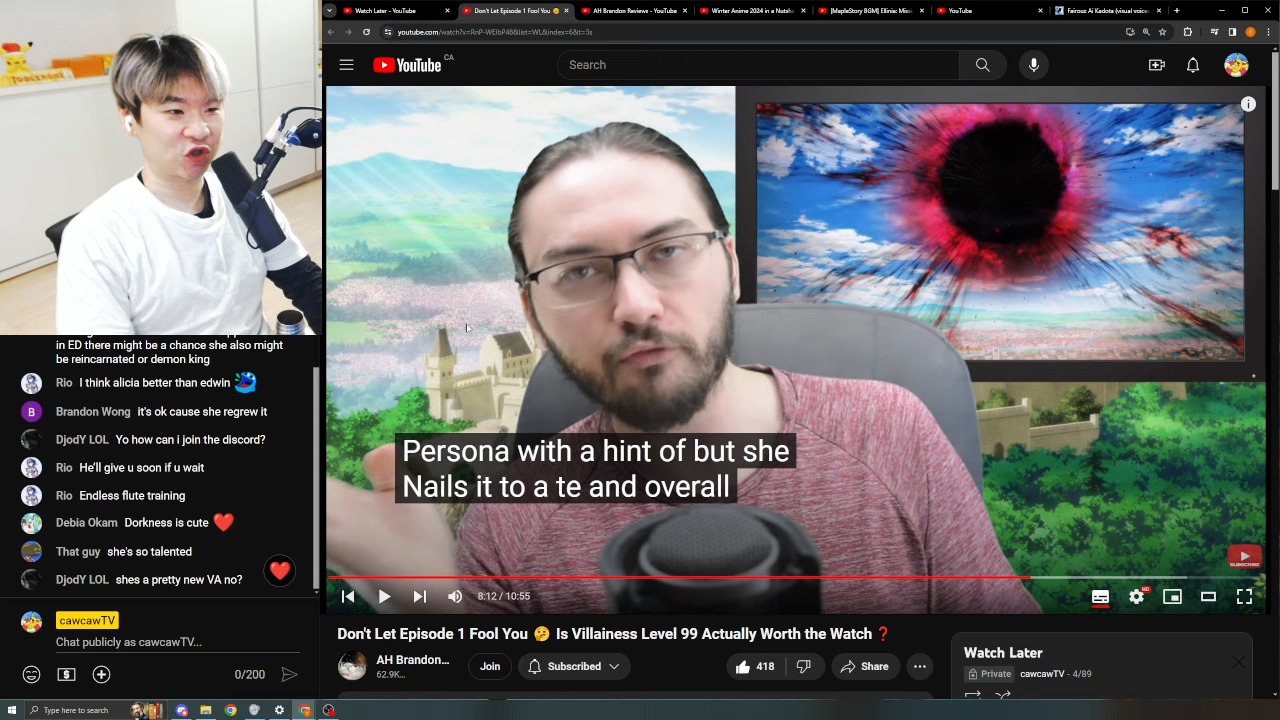 Watch Later - YouTube
Don't Let Episode 1 Fool You
AH Brandon Reviews - YouTube
Winter Anime 2024 in a Nutsh
[MapleStory BGM] Ellinia: Miss
YouTube
Fairouz Ai Kadota (visual voice
youtube.com/watch?v=RnP-WEIbP48&list=WL&index=6&t=3s
YouTube CA
Search
Persona with a hint of but she
Nails it to a te and overall
SUBSCRIBE
8:12 / 10:55
Don't Let Episode 1 Fool You 🤔 Is Villainess Level 99 Actually Worth the Watch ❓
AH Brandon...
62.9K...
Join
Subscribed
418
Share
Watch Later
Private cawcawTV - 4/89
in ED there might be a chance she also might
be reincarnated or demon king
Rio I think alicia better than edwin
B Brandon Wong it's ok cause she regrew it
DjodY LOL Yo how can i join the discord?
Rio He'll give u soon if u wait
Rio Endless flute training
Debia Okam Dorkness is cute ❤️
That guy she's so talented
DjodY LOL shes a pretty new VA no?
cawcawTV
Chat publicly as cawcawTV...
0/200
Type here to search